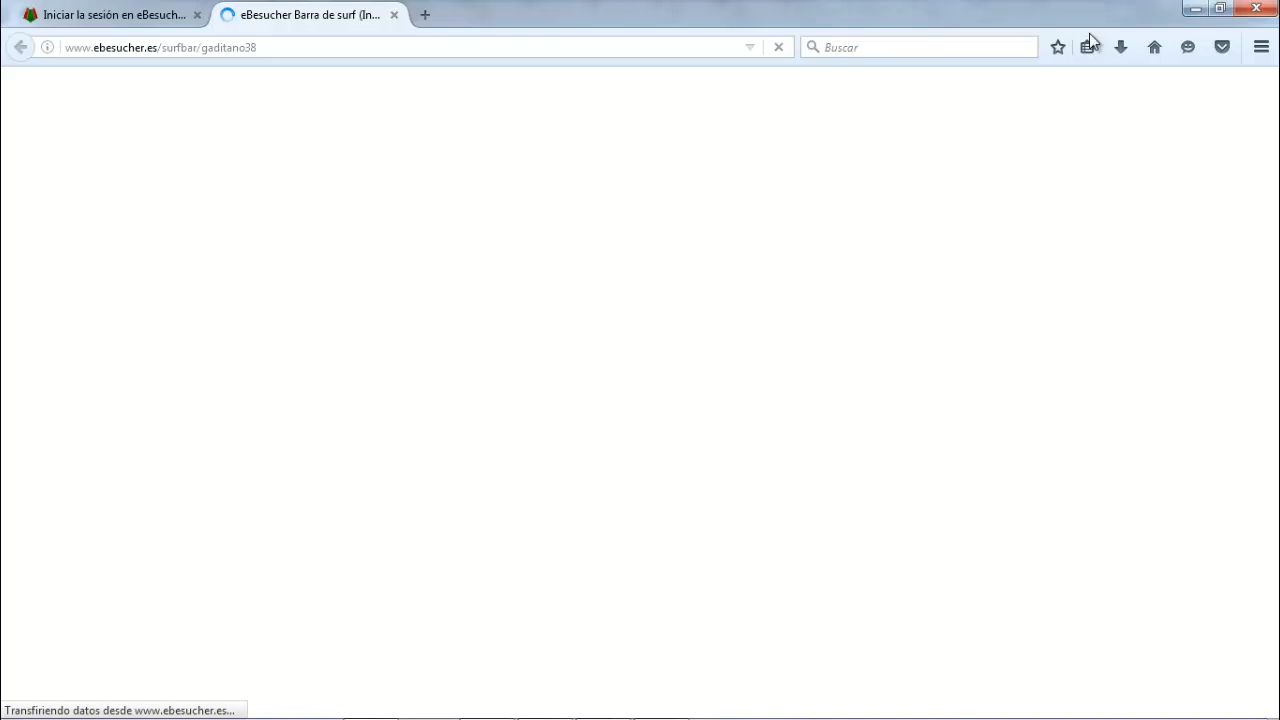 Iniciar la sesión en eBesuch...
eBesucher Barra de surf (In...
www.ebesucher.es/surfbar/gaditano38
Buscar
Transfiriendo datos desde www.ebesucher.es...